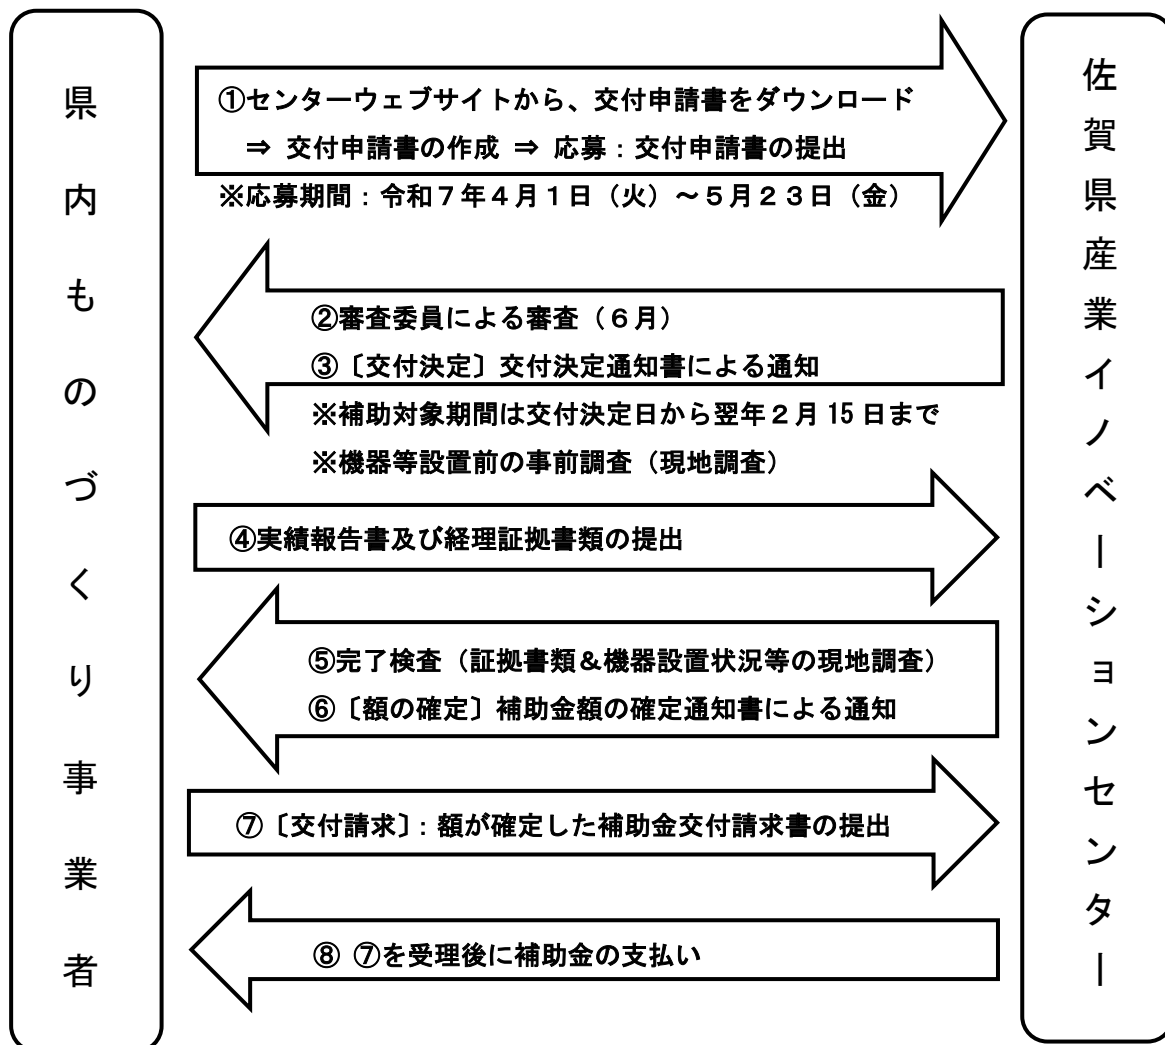 県内ものづくり事業者
①センターウェブサイトから、交付申請書をダウンロード
⇒ 交付申請書の作成 ⇒ 応募：交付申請書の提出
※応募期間：令和７年４月１日（火）～５月２３日（金）
②審査委員による審査（６月）
③〔交付決定〕交付決定通知書による通知
※補助対象期間は交付決定日から翌年２月 15 日まで
※機器等設置前の事前調査（現地調査）
④実績報告書及び経理証拠書類の提出
⑤完了検査（証拠書類＆機器設置状況等の現地調査）
⑥〔額の確定〕補助金額の確定通知書による通知
⑦〔交付請求〕：額が確定した補助金交付請求書の提出
⑧ ⑦を受理後に補助金の支払い
佐賀県産業イノベーションセンター